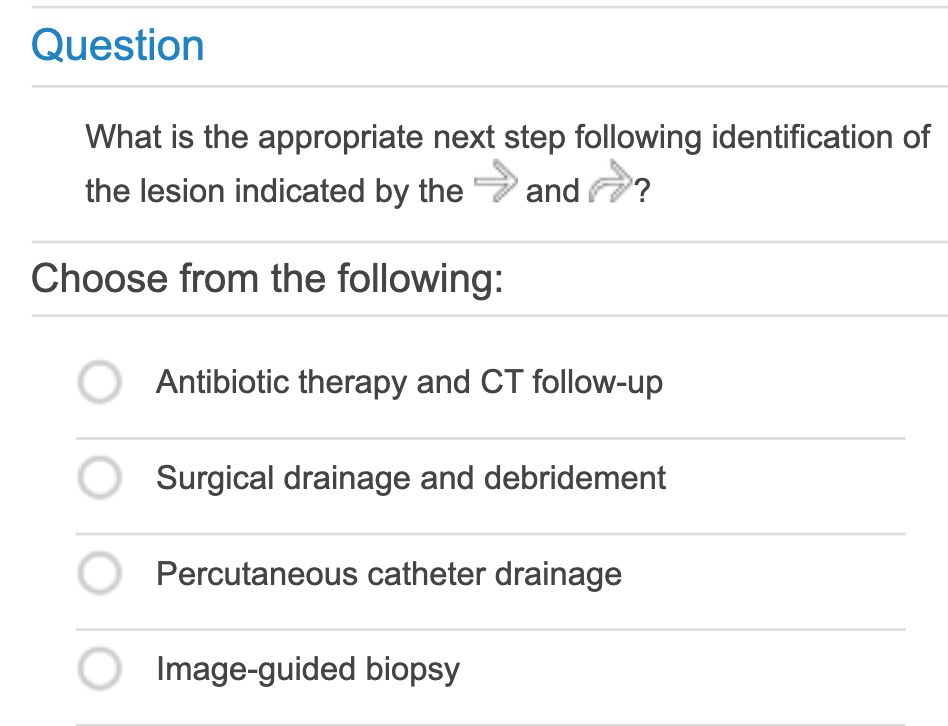 Question
What is the appropriate next step following identification of
the lesion indicated by the and ?
Choose from the following:
Antibiotic therapy and CT follow-up
Surgical drainage and debridement
Percutaneous catheter drainage
Image-guided biopsy